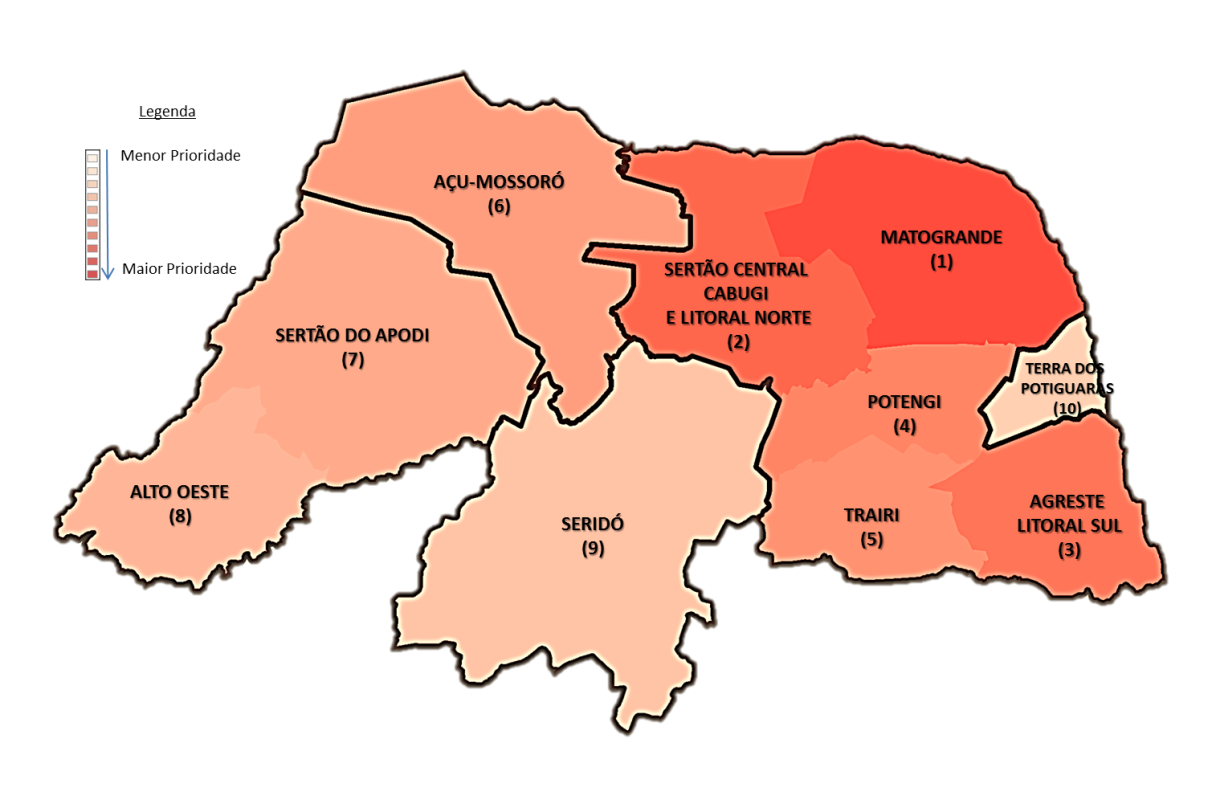 Legenda
Menor Prioridade
Maior Prioridade
AÇU-MOSSORÓ
(6)
MATOGRANDE
(1)
SERTÃO CENTRAL
CABUGI
E LITORAL NORTE
(2)
SERTÃO DO APODI
(7)
TERRA DOS
POTIGUARAS
(10)
POTENGI
(4)
ALTO OESTE
(8)
SERIDÓ
(9)
TRAIRI
(5)
AGRESTE
LITORAL SUL
(3)